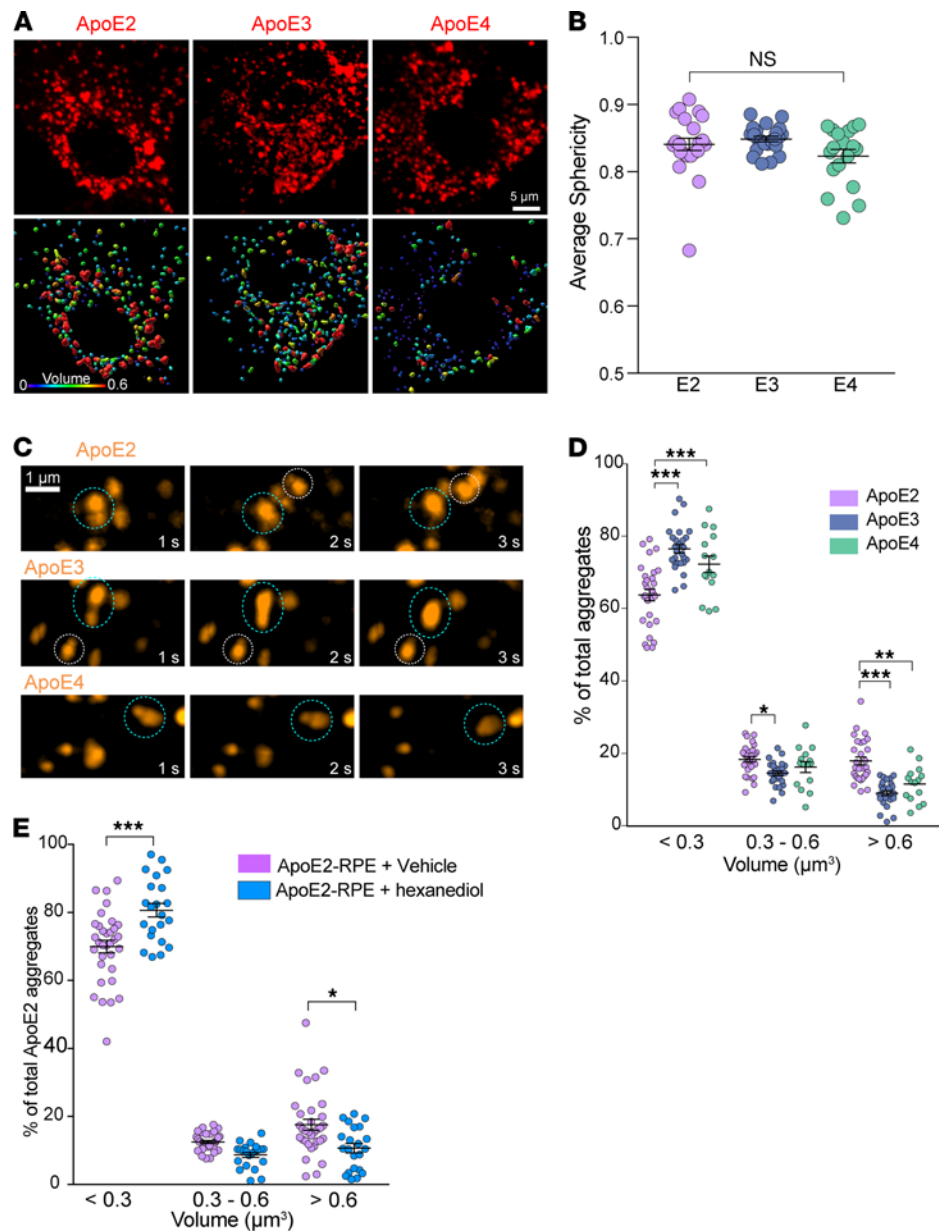 A
ApoE2 ApoE3 ApoE4
5 µm
0 Volume 0.6
B
NS
1.0
0.9
0.8
0.7
0.6
0.5
Average Sphericity
E2 E3 E4
C
ApoE2
1 µm
1 s 2 s 3 s
ApoE3
1 s 2 s 3 s
ApoE4
1 s 2 s 3 s
D
100
80
60
40
20
0
% of total aggregates
***
***
*
**
***
ApoE2
ApoE3
ApoE4
< 0.3 0.3 - 0.6 > 0.6
Volume (µm³)
E
100
80
60
40
20
0
% of total ApoE2 aggregates
***
*
ApoE2-RPE + Vehicle
ApoE2-RPE + hexanediol
< 0.3 0.3 - 0.6 > 0.6
Volume (µm³)